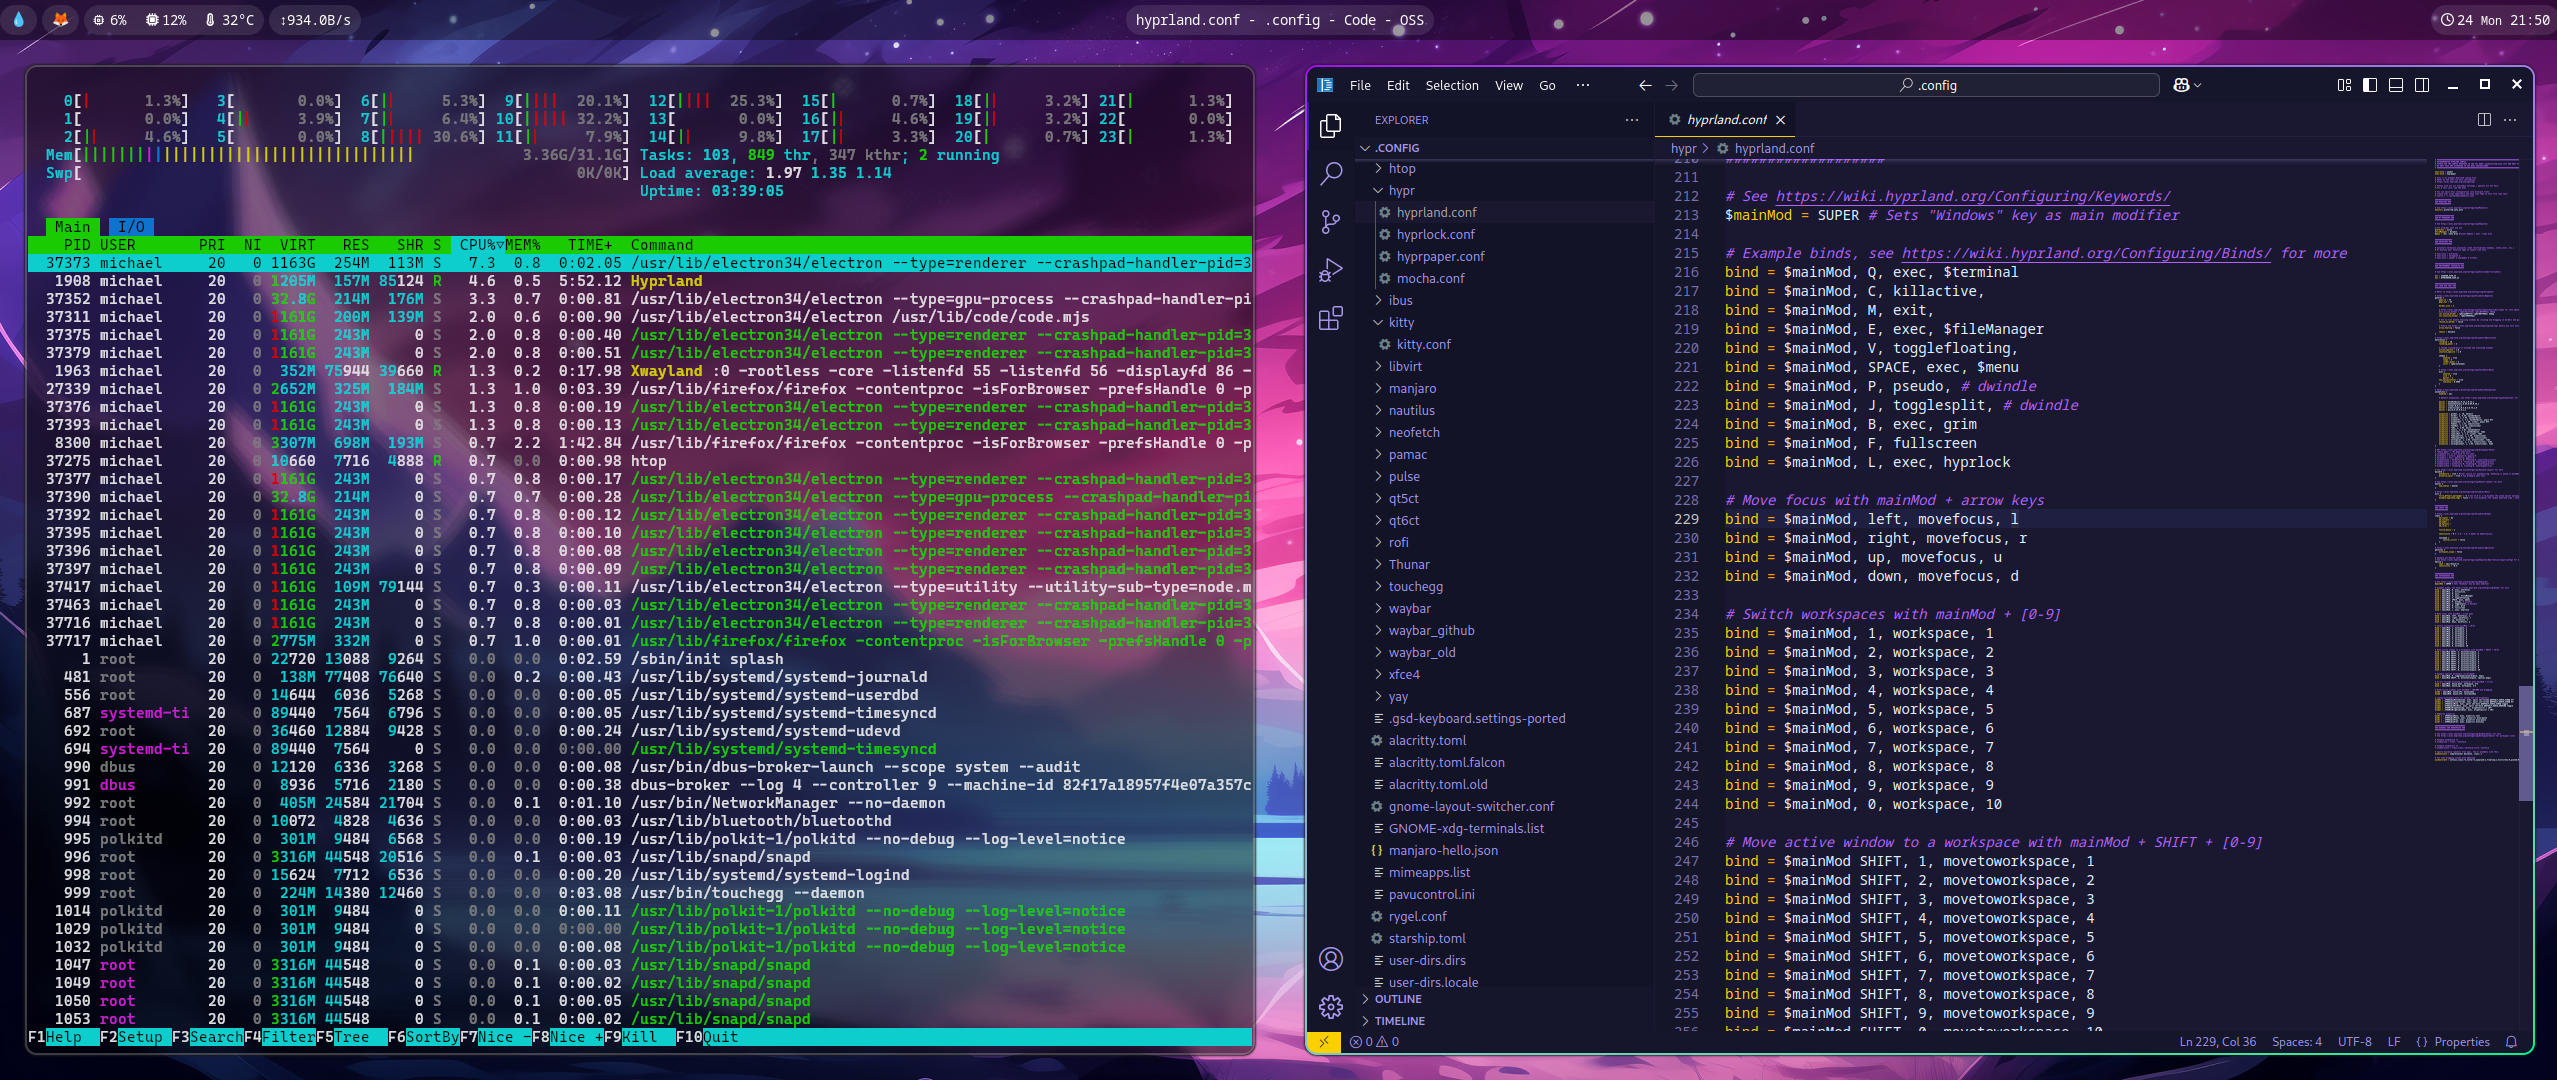 6% 12% 32°C ↕934.0B/s
hyprland.conf - .config - Code - OSS
24 Mon 21:50
0[| 1.3%] 3[ 0.0%] 6[|| 5.3%] 9[|||| 20.1%] 12[|||| 25.3%] 15[| 0.7%] 18[|| 3.2%] 21[| 1.3%]
1[ 0.0%] 4[|| 3.9%] 7[|| 6.4%] 10[|||| 32.2%] 13[ 0.0%] 16[|| 4.6%] 19[|| 3.2%] 22[ 0.0%]
2[|| 4.6%] 5[ 0.0%] 8[||||| 30.6%] 11[|| 7.9%] 14[|| 9.8%] 17[|| 3.3%] 20[| 0.7%] 23[| 1.3%]
Mem[ 3.36G/31.1G] Tasks: 103, 849 thr, 347 kthr; 2 running
Swp[ 0K/0K] Load average: 1.97 1.35 1.14
Uptime: 03:39:05
Main I/O
PID USER PRI NI VIRT RES SHR S CPU%▽MEM% TIME+ Command
37373 michael 20 0 1163G 254M 113M S 7.3 0.8 0:02.05 /usr/lib/electron34/electron --type=renderer --crashpad-handler-pid=3
1908 michael 20 0 1205M 157M 85124 R 4.6 0.5 5:52.12 Hyprland
37352 michael 20 0 32.8G 214M 176M S 3.3 0.7 0:00.81 /usr/lib/electron34/electron --type=gpu-process --crashpad-handler-pi
37311 michael 20 0 1161G 200M 139M S 2.0 0.6 0:00.90 /usr/lib/electron34/electron /usr/lib/code/code.mjs
37375 michael 20 0 1161G 243M 0 S 2.0 0.8 0:00.40 /usr/lib/electron34/electron --type=renderer --crashpad-handler-pid=3
37379 michael 20 0 1161G 243M 0 S 2.0 0.8 0:00.51 /usr/lib/electron34/electron --type=renderer --crashpad-handler-pid=3
1963 michael 20 0 352M 75944 39660 R 1.3 0.2 0:17.98 Xwayland :0 -rootless -core -listenfd 55 -listenfd 56 -displayfd 86 -
27339 michael 20 0 2652M 325M 184M S 1.3 1.0 0:03.39 /usr/lib/firefox/firefox -contentproc -isForBrowser -prefsHandle 0 -p
37376 michael 20 0 1161G 243M 0 S 1.3 0.8 0:00.19 /usr/lib/electron34/electron --type=renderer --crashpad-handler-pid=3
37393 michael 20 0 1161G 243M 0 S 1.3 0.8 0:00.13 /usr/lib/electron34/electron --type=renderer --crashpad-handler-pid=3
8300 michael 20 0 3307M 698M 193M S 0.7 2.2 1:42.84 /usr/lib/firefox/firefox -contentproc -isForBrowser -prefsHandle 0 -p
37275 michael 20 0 10660 7716 4888 R 0.7 0.0 0:00.98 htop
37377 michael 20 0 1161G 243M 0 S 0.7 0.8 0:00.17 /usr/lib/electron34/electron --type=renderer --crashpad-handler-pid=3
37390 michael 20 0 32.8G 214M 0 S 0.7 0.7 0:00.28 /usr/lib/electron34/electron --type=gpu-process --crashpad-handler-pi
37392 michael 20 0 1161G 243M 0 S 0.7 0.8 0:00.12 /usr/lib/electron34/electron --type=renderer --crashpad-handler-pid=3
37395 michael 20 0 1161G 243M 0 S 0.7 0.8 0:00.10 /usr/lib/electron34/electron --type=renderer --crashpad-handler-pid=3
37396 michael 20 0 1161G 243M 0 S 0.7 0.8 0:00.08 /usr/lib/electron34/electron --type=renderer --crashpad-handler-pid=3
37397 michael 20 0 1161G 243M 0 S 0.7 0.8 0:00.09 /usr/lib/electron34/electron --type=renderer --crashpad-handler-pid=3
37417 michael 20 0 1161G 109M 79144 S 0.7 0.3 0:00.11 /usr/lib/electron34/electron --type=utility --utility-sub-type=node.m
37463 michael 20 0 1161G 243M 0 S 0.7 0.8 0:00.03 /usr/lib/electron34/electron --type=renderer --crashpad-handler-pid=3
37716 michael 20 0 1161G 243M 0 S 0.7 0.8 0:00.01 /usr/lib/electron34/electron --type=renderer --crashpad-handler-pid=3
37717 michael 20 0 2775M 332M 0 S 0.7 1.0 0:00.01 /usr/lib/firefox/firefox -contentproc -isForBrowser -prefsHandle 0 -p
1 root 20 0 22720 13088 9264 S 0.0 0.0 0:02.59 /sbin/init splash
481 root 20 0 138M 77408 76640 S 0.0 0.2 0:00.43 /usr/lib/systemd/systemd-journald
556 root 20 0 14644 6036 5268 S 0.0 0.0 0:00.05 /usr/lib/systemd/systemd-userdbd
687 systemd-ti 20 0 89440 7564 6796 S 0.0 0.0 0:00.05 /usr/lib/systemd/systemd-timesyncd
692 root 20 0 36460 12884 9428 S 0.0 0.0 0:00.24 /usr/lib/systemd/systemd-udevd
694 systemd-ti 20 0 89440 7564 0 S 0.0 0.0 0:00.00 /usr/lib/systemd/systemd-timesyncd
990 dbus 20 0 12120 6336 3268 S 0.0 0.0 0:00.08 /usr/bin/dbus-broker-launch --scope system --audit
991 dbus 20 0 8936 5716 2180 S 0.0 0.0 0:00.38 dbus-broker --log 4 --controller 9 --machine-id 82f17a18957f4e07a357c
992 root 20 0 405M 24584 21704 S 0.0 0.1 0:01.10 /usr/bin/NetworkManager --no-daemon
994 root 20 0 10072 4828 4636 S 0.0 0.0 0:00.03 /usr/lib/bluetooth/bluetoothd
995 polkitd 20 0 301M 9484 6568 S 0.0 0.0 0:00.19 /usr/lib/polkit-1/polkitd --no-debug --log-level=notice
996 root 20 0 3316M 44548 20516 S 0.0 0.1 0:00.03 /usr/lib/snapd/snapd
998 root 20 0 15624 7712 6536 S 0.0 0.0 0:00.20 /usr/lib/systemd/systemd-logind
999 root 20 0 224M 14380 12460 S 0.0 0.0 0:03.08 /usr/bin/touchegg --daemon
1014 polkitd 20 0 301M 9484 0 S 0.0 0.0 0:00.11 /usr/lib/polkit-1/polkitd --no-debug --log-level=notice
1029 polkitd 20 0 301M 9484 0 S 0.0 0.0 0:00.00 /usr/lib/polkit-1/polkitd --no-debug --log-level=notice
1032 polkitd 20 0 301M 9484 0 S 0.0 0.0 0:00.08 /usr/lib/polkit-1/polkitd --no-debug --log-level=notice
1047 root 20 0 3316M 44548 0 S 0.0 0.1 0:00.03 /usr/lib/snapd/snapd
1049 root 20 0 3316M 44548 0 S 0.0 0.1 0:00.02 /usr/lib/snapd/snapd
1050 root 20 0 3316M 44548 0 S 0.0 0.1 0:00.05 /usr/lib/snapd/snapd
1053 root 20 0 3316M 44548 0 S 0.0 0.1 0:00.02 /usr/lib/snapd/snapd
F1Help F2Setup F3SearchF4FilterF5Tree F6SortByF7Nice -F8Nice +F9Kill F10Quit
File Edit Selection View Go ··· .config
EXPLORER ···
.CONFIG
htop
hypr
hyprland.conf
hyprlock.conf
hyprpaper.conf
mocha.conf
ibus
kitty
kitty.conf
libvirt
manjaro
nautilus
neofetch
pamac
pulse
qt5ct
qt6ct
rofi
Thunar
touchegg
waybar
waybar_github
waybar_old
xfce4
yay
.gsd-keyboard.settings-ported
alacritty.toml
alacritty.toml.falcon
alacritty.toml.old
gnome-layout-switcher.conf
GNOME-xdg-terminals.list
manjaro-hello.json
mimeapps.list
pavucontrol.ini
rygel.conf
starship.toml
user-dirs.dirs
user-dirs.locale
OUTLINE
TIMELINE
hyprland.conf
hypr > hyprland.conf
210 ###################
211
212 # See https://wiki.hyprland.org/Configuring/Keywords/
213 $mainMod = SUPER # Sets "Windows" key as main modifier
214
215 # Example binds, see https://wiki.hyprland.org/Configuring/Binds/ for more
216 bind = $mainMod, Q, exec, $terminal
217 bind = $mainMod, C, killactive,
218 bind = $mainMod, M, exit,
219 bind = $mainMod, E, exec, $fileManager
220 bind = $mainMod, V, togglefloating,
221 bind = $mainMod, SPACE, exec, $menu
222 bind = $mainMod, P, pseudo, # dwindle
223 bind = $mainMod, J, togglesplit, # dwindle
224 bind = $mainMod, B, exec, grim
225 bind = $mainMod, F, fullscreen
226 bind = $mainMod, L, exec, hyprlock
227
228 # Move focus with mainMod + arrow keys
229 bind = $mainMod, left, movefocus, l
230 bind = $mainMod, right, movefocus, r
231 bind = $mainMod, up, movefocus, u
232 bind = $mainMod, down, movefocus, d
233
234 # Switch workspaces with mainMod + [0-9]
235 bind = $mainMod, 1, workspace, 1
236 bind = $mainMod, 2, workspace, 2
237 bind = $mainMod, 3, workspace, 3
238 bind = $mainMod, 4, workspace, 4
239 bind = $mainMod, 5, workspace, 5
240 bind = $mainMod, 6, workspace, 6
241 bind = $mainMod, 7, workspace, 7
242 bind = $mainMod, 8, workspace, 8
243 bind = $mainMod, 9, workspace, 9
244 bind = $mainMod, 0, workspace, 10
245
246 # Move active window to a workspace with mainMod + SHIFT + [0-9]
247 bind = $mainMod SHIFT, 1, movetoworkspace, 1
248 bind = $mainMod SHIFT, 2, movetoworkspace, 2
249 bind = $mainMod SHIFT, 3, movetoworkspace, 3
250 bind = $mainMod SHIFT, 4, movetoworkspace, 4
251 bind = $mainMod SHIFT, 5, movetoworkspace, 5
252 bind = $mainMod SHIFT, 6, movetoworkspace, 6
253 bind = $mainMod SHIFT, 7, movetoworkspace, 7
254 bind = $mainMod SHIFT, 8, movetoworkspace, 8
255 bind = $mainMod SHIFT, 9, movetoworkspace, 9
256 bind = $mainMod SHIFT, 0, movetoworkspace, 10
0 0 Ln 229, Col 36 Spaces: 4 UTF-8 LF {} Properties